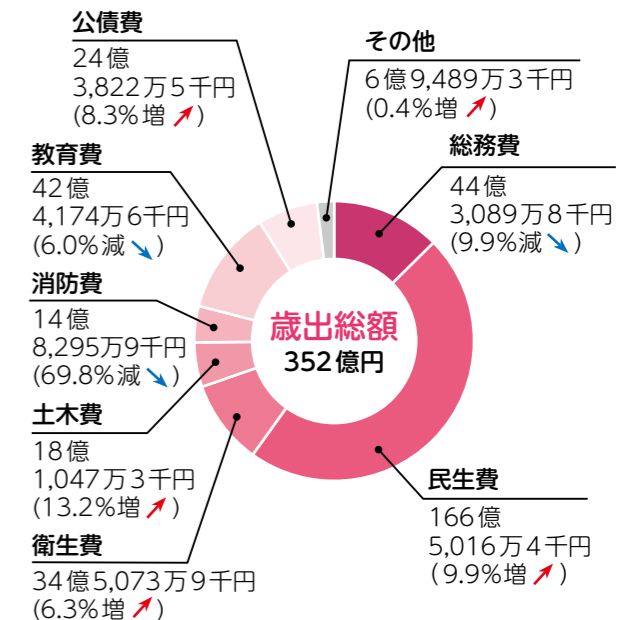 公債費
24億
3,822万5千円
(8.3%増)
その他
6億9,489万3千円
(0.4%増)
教育費
42億
4,174万6千円
(6.0%減)
総務費
44億
3,089万8千円
(9.9%減)
消防費
14億
8,295万9千円
(69.8%減)
歳出総額
352億円
土木費
18億
1,047万3千円
(13.2%増)
民生費
166億
5,016万4千円
(9.9%増)
衛生費
34億5,073万9千円
(6.3%増)